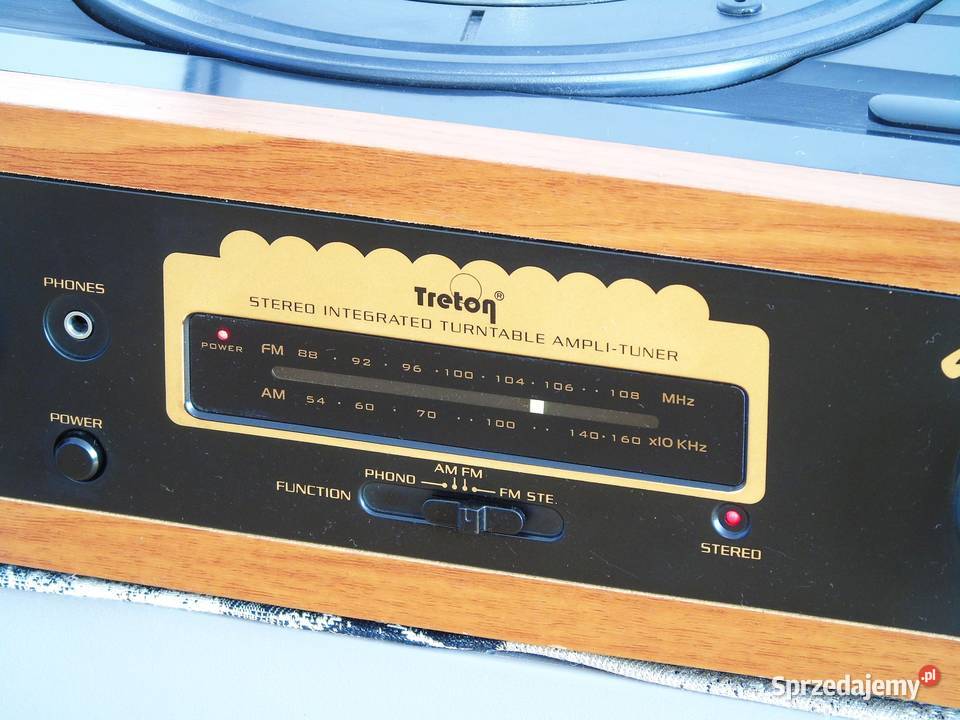 PHONES
Treton®
STEREO INTEGRATED TURNTABLE AMPLI-TUNER
POWER
FM 88 · 92 · 96 · 100 · 104 · 106 · · 108 MHz
AM 54 · 60 · 70 · · 100 · · 140 · 160 x10 KHz
POWER
FUNCTION PHONO AM FM FM STE.
STEREO
Sprzedajemy.pl